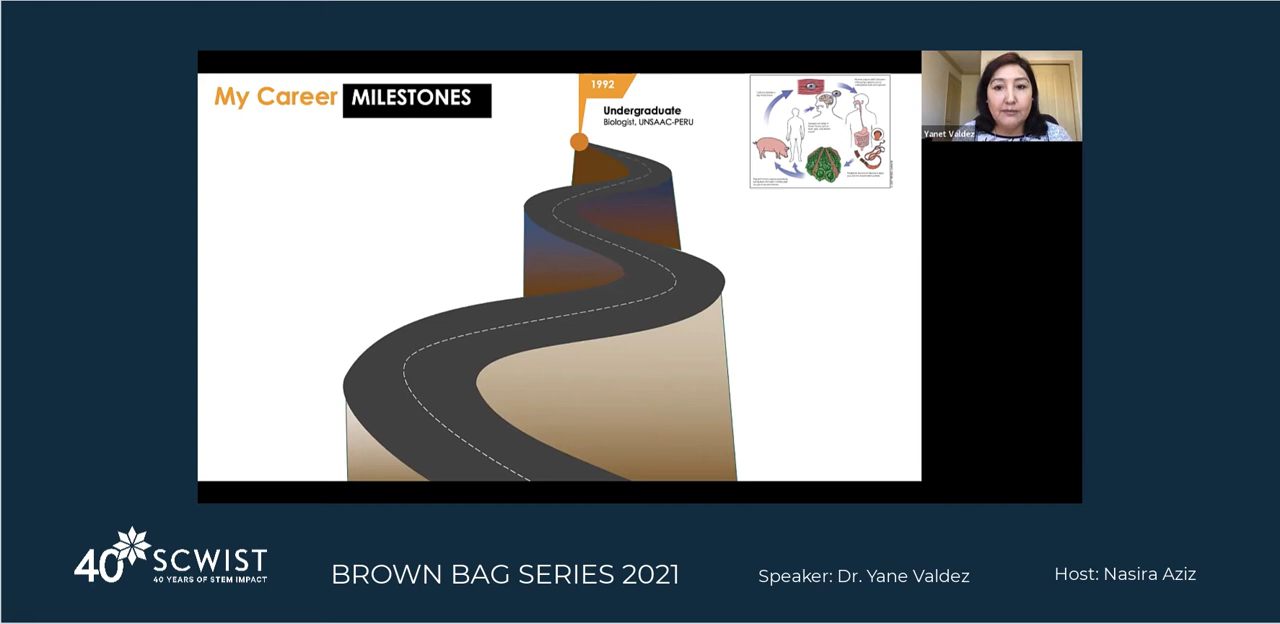 My Career MILESTONES
1992
Undergraduate
Biologist, UNSAAC-PERU
Yanet Valdez
40 SCWIST
40 YEARS OF STEM IMPACT
BROWN BAG SERIES 2021
Speaker: Dr. Yane Valdez
Host: Nasira Aziz